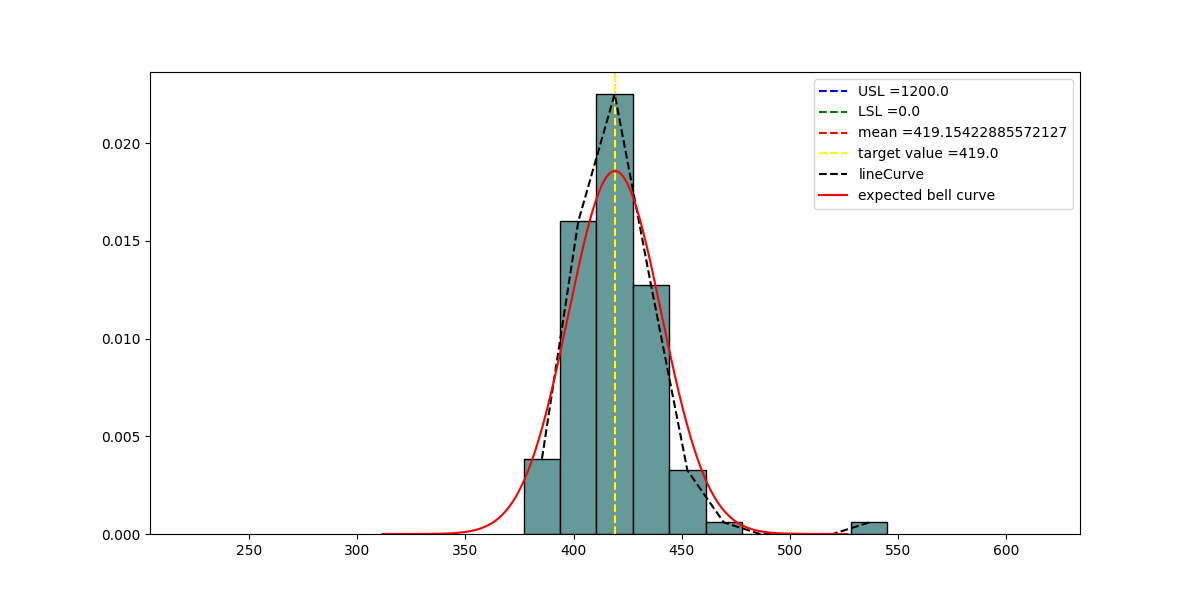 USL =1200.0
LSL =0.0
mean =419.15422885572127
target value =419.0
lineCurve
expected bell curve
0.020
0.015
0.010
0.005
0.000
250 300 350 400 450 500 550 600